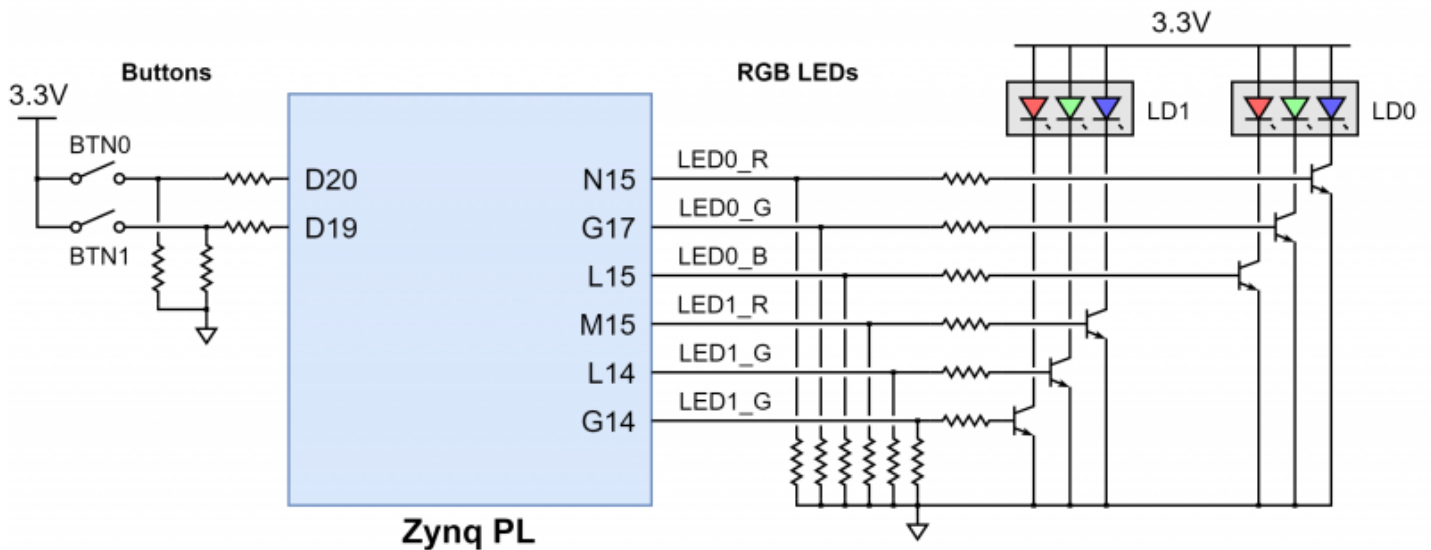 3.3V
Buttons
RGB LEDs
3.3V
LD1
LD0
BTN0
BTN1
D20
D19
N15
G17
L15
M15
L14
G14
LED0_R
LED0_G
LED0_B
LED1_R
LED1_G
LED1_G
Zynq PL